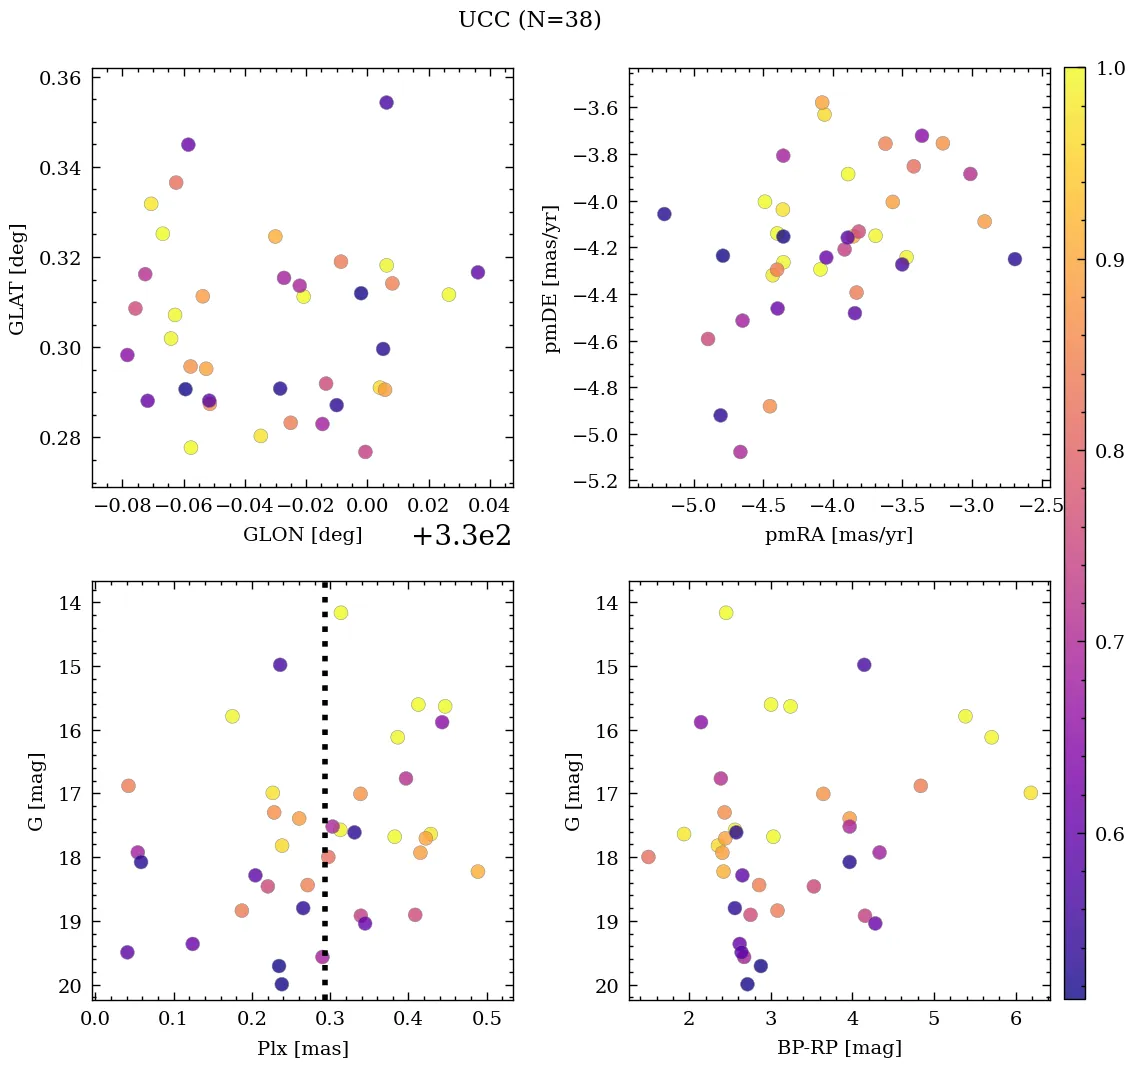 UCC (N=38)
0.36
0.34
0.32
0.30
0.28
GLAT [deg]
−0.08 −0.06 −0.04 −0.02 0.00 0.02 0.04
GLON [deg]
+3.3e2
−3.6
−3.8
−4.0
−4.2
−4.4
−4.6
−4.8
−5.0
−5.2
pmDE [mas/yr]
−5.0 −4.5 −4.0 −3.5 −3.0 −2.5
pmRA [mas/yr]
1.0
0.9
0.8
0.7
0.6
14
15
16
17
18
19
20
G [mag]
0.0 0.1 0.2 0.3 0.4 0.5
Plx [mas]
14
15
16
17
18
19
20
G [mag]
2 3 4 5 6
BP-RP [mag]